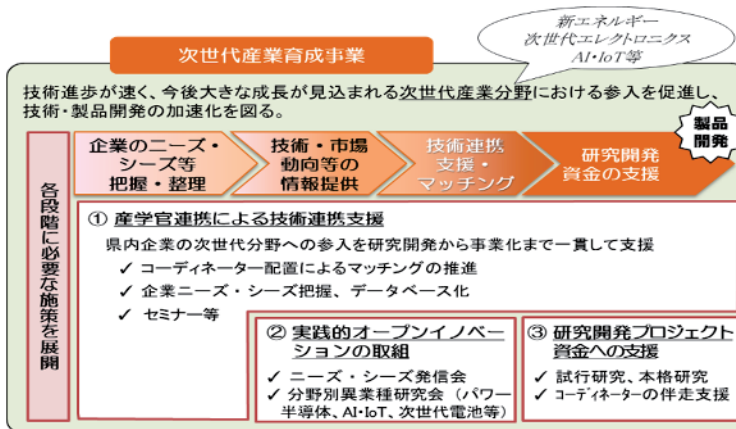 新エネルギー
次世代エレクトロニクス
AI・IoT等
次世代産業育成事業
技術進歩が速く、今後大きな成長が見込まれる次世代産業分野における参入を促進し、
技術・製品開発の加速化を図る。
製品
開発
企業のニーズ・
シーズ等
把握・整理
技術・市場
動向等の
情報提供
技術連携
支援・
マッチング
研究開発
資金の支援
各段階に必要な施策を展開
① 産学官連携による技術連携支援
県内企業の次世代分野への参入を研究開発から事業化まで一貫して支援
✓ コーディネーター配置によるマッチングの推進
✓ 企業ニーズ・シーズ把握、データベース化
✓ セミナー等
② 実践的オープンイノベー
ションの取組
✓ ニーズ・シーズ発信会
✓ 分野別異業種研究会（パワー
半導体、AI・IoT、次世代電池等）
③ 研究開発プロジェクト
資金への支援
✓ 試行研究、本格研究
✓ コーディネーターの伴走支援